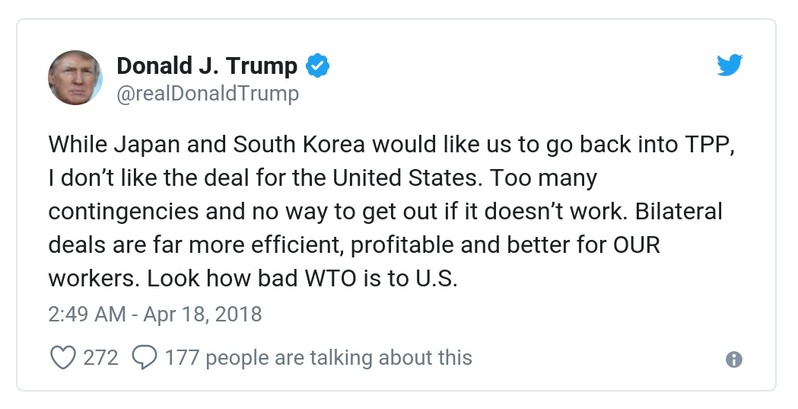 Donald J. Trump
@realDonaldTrump
While Japan and South Korea would like us to go back into TPP,
I don’t like the deal for the United States. Too many
contingencies and no way to get out if it doesn’t work. Bilateral
deals are far more efficient, profitable and better for OUR
workers. Look how bad WTO is to U.S.
2:49 AM - Apr 18, 2018
272 177 people are talking about this